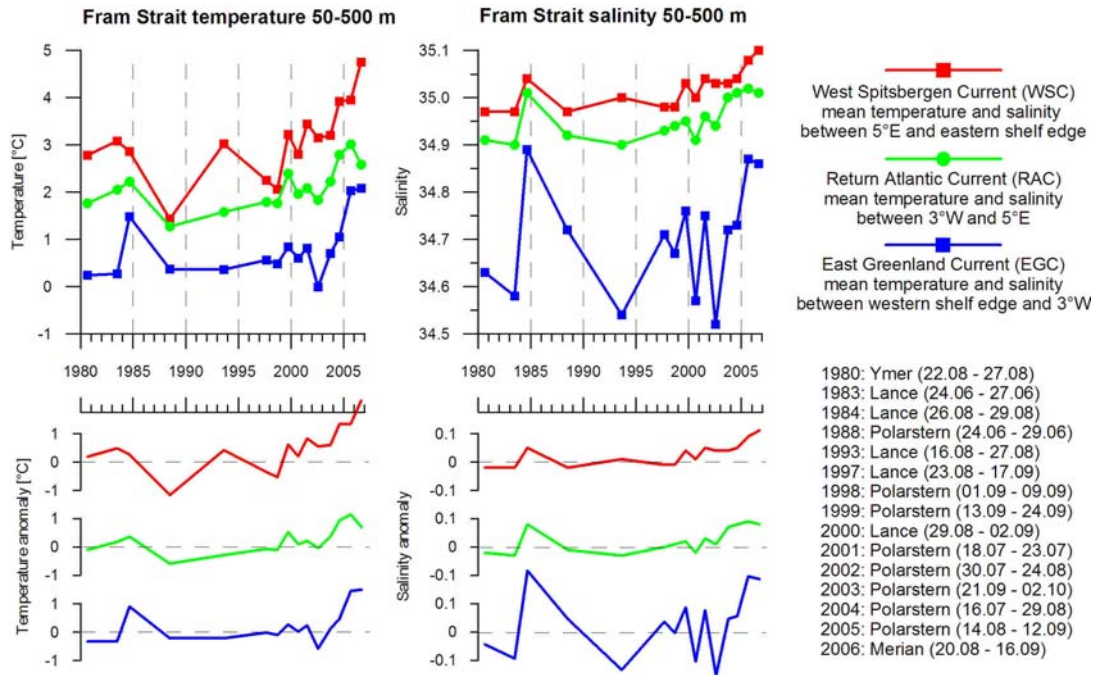 Fram Strait temperature 50-500 m
Temperature [°C]
5
4
3
2
1
0
-1
1980 1985 1990 1995 2000 2005
Fram Strait salinity 50-500 m
Salinity
35.1
35.0
34.9
34.8
34.7
34.6
34.5
1980 1985 1990 1995 2000 2005
West Spitsbergen Current (WSC)
mean temperature and salinity
between 5°E and eastern shelf edge
Return Atlantic Current (RAC)
mean temperature and salinity
between 3°W and 5°E
East Greenland Current (EGC)
mean temperature and salinity
between western shelf edge and 3°W
Temperature anomaly [°C]
1
0
-1
1
0
1
1
0
-1
Salinity anomaly
0.1
0
-0.1
0.1
0
-0.1
0.1
0
-0.1
1980: Ymer (22.08 - 27.08)
1983: Lance (24.06 - 27.06)
1984: Lance (26.08 - 29.08)
1988: Polarstern (24.06 - 29.06)
1993: Lance (16.08 - 27.08)
1997: Lance (23.08 - 17.09)
1998: Polarstern (01.09 - 09.09)
1999: Polarstern (13.09 - 24.09)
2000: Lance (29.08 - 02.09)
2001: Polarstern (18.07 - 23.07)
2002: Polarstern (30.07 - 24.08)
2003: Polarstern (21.09 - 02.10)
2004: Polarstern (16.07 - 29.08)
2005: Polarstern (14.08 - 12.09)
2006: Merian (20.08 - 16.09)